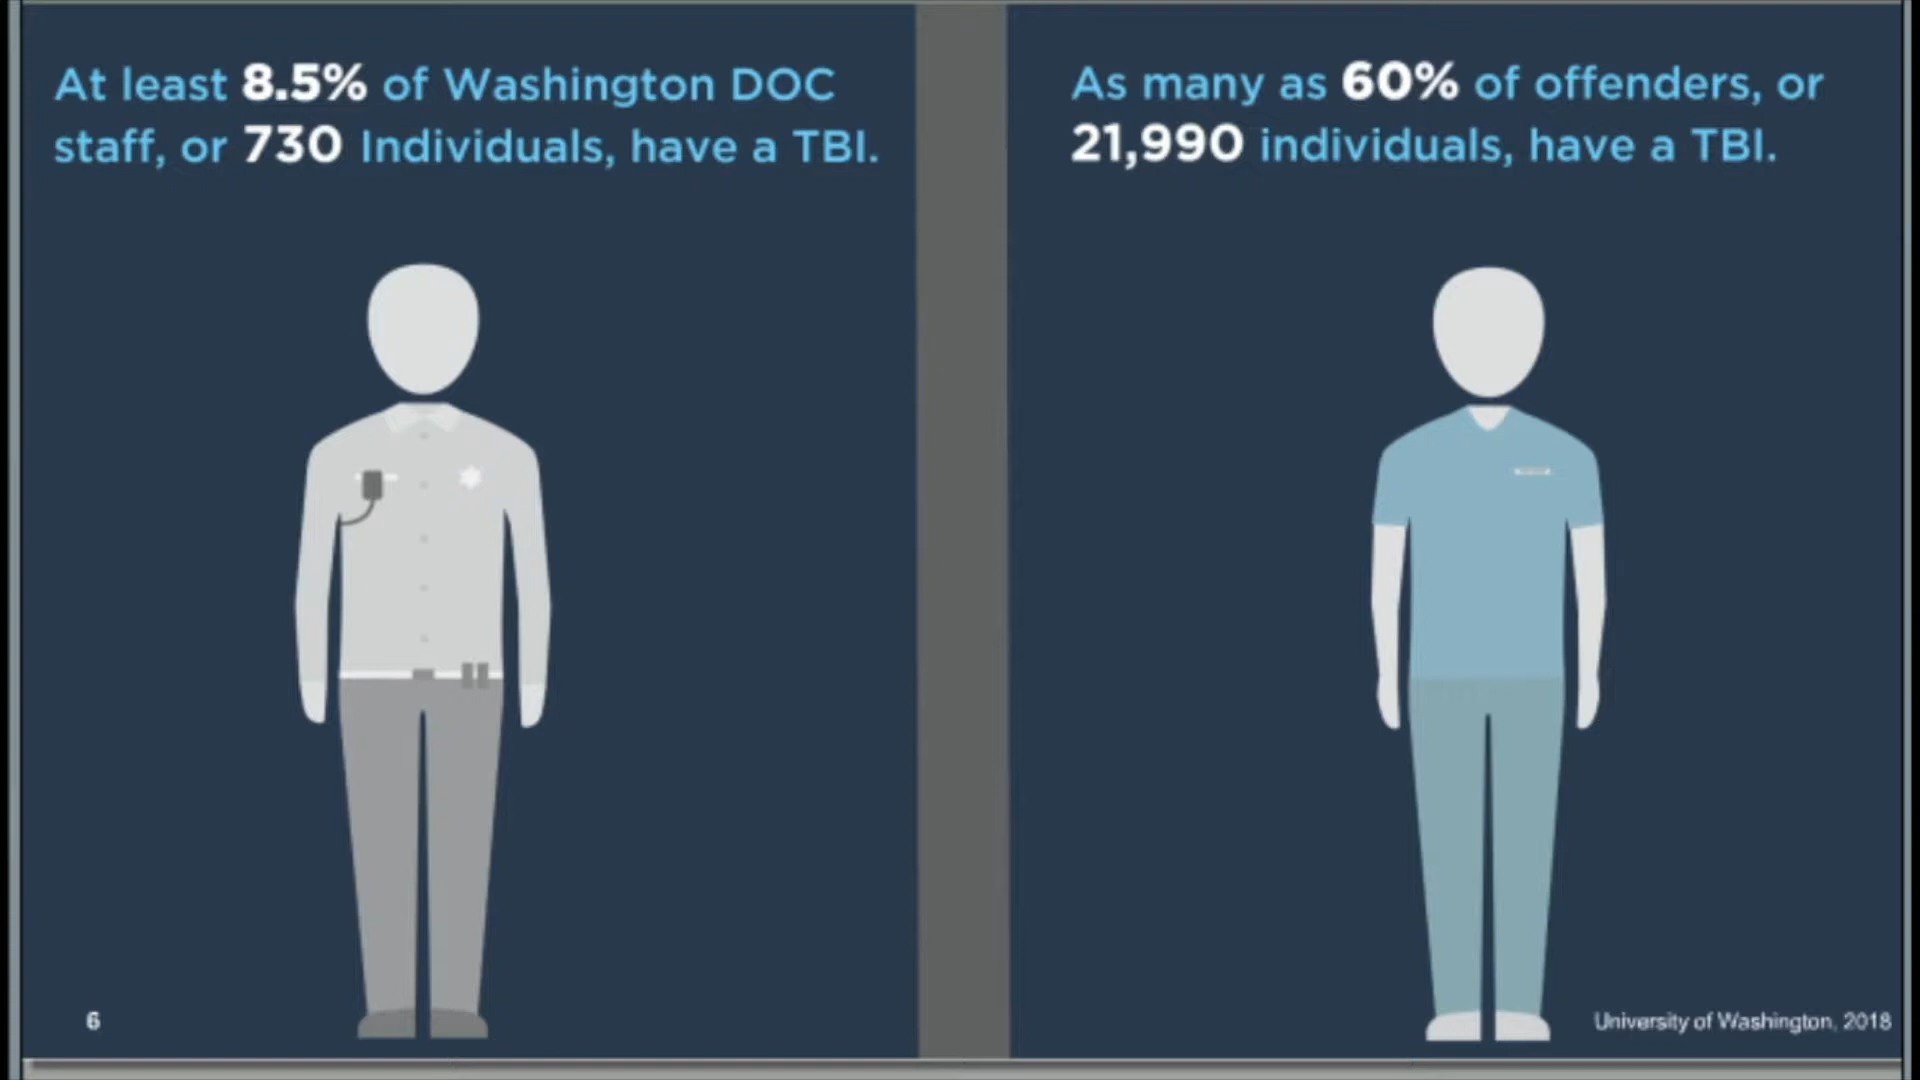 At least 8.5% of Washington DOC
staff, or 730 Individuals, have a TBI.
As many as 60% of offenders, or
21,990 individuals, have a TBI.
6
University of Washington, 2018